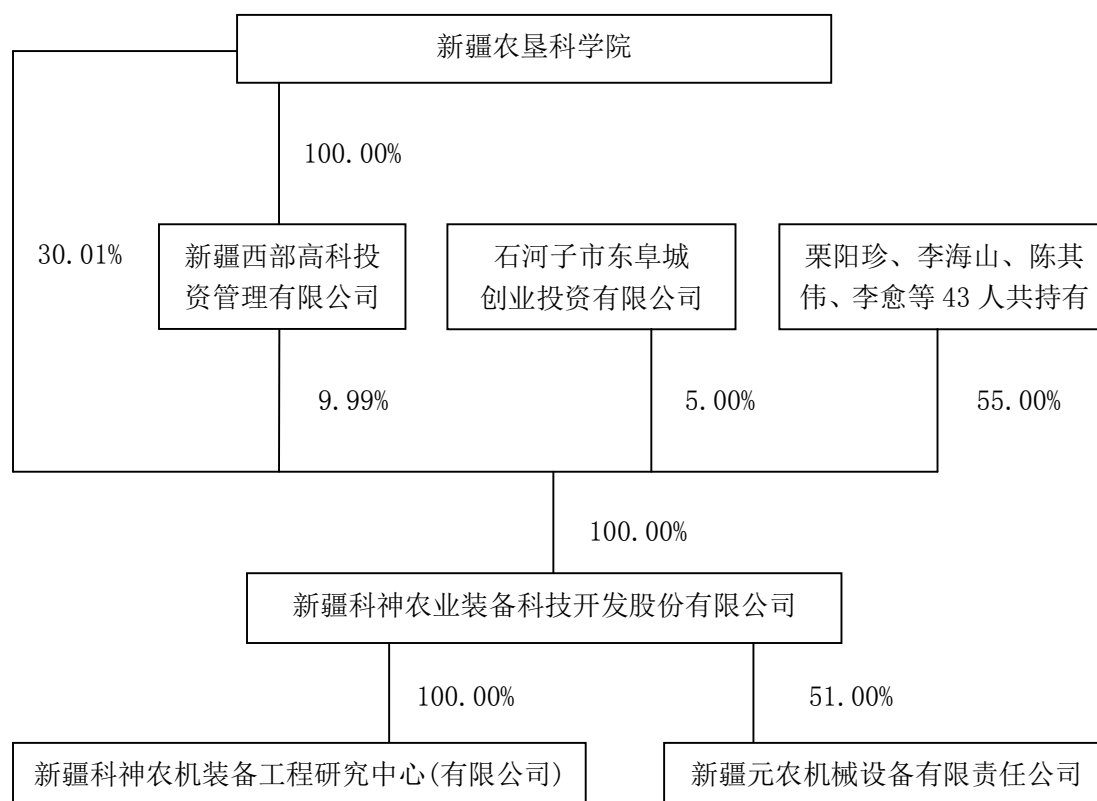 新疆农垦科学院
100.00%
30.01%
新疆西部高科投
资管理有限公司
石河子市东阜城
创业投资有限公司
栗阳珍、李海山、陈其
伟、李愈等 43 人共持有
9.99%
5.00%
55.00%
100.00%
新疆科神农业装备科技开发股份有限公司
100.00%
51.00%
新疆科神农机装备工程研究中心(有限公司)
新疆元农机械设备有限责任公司